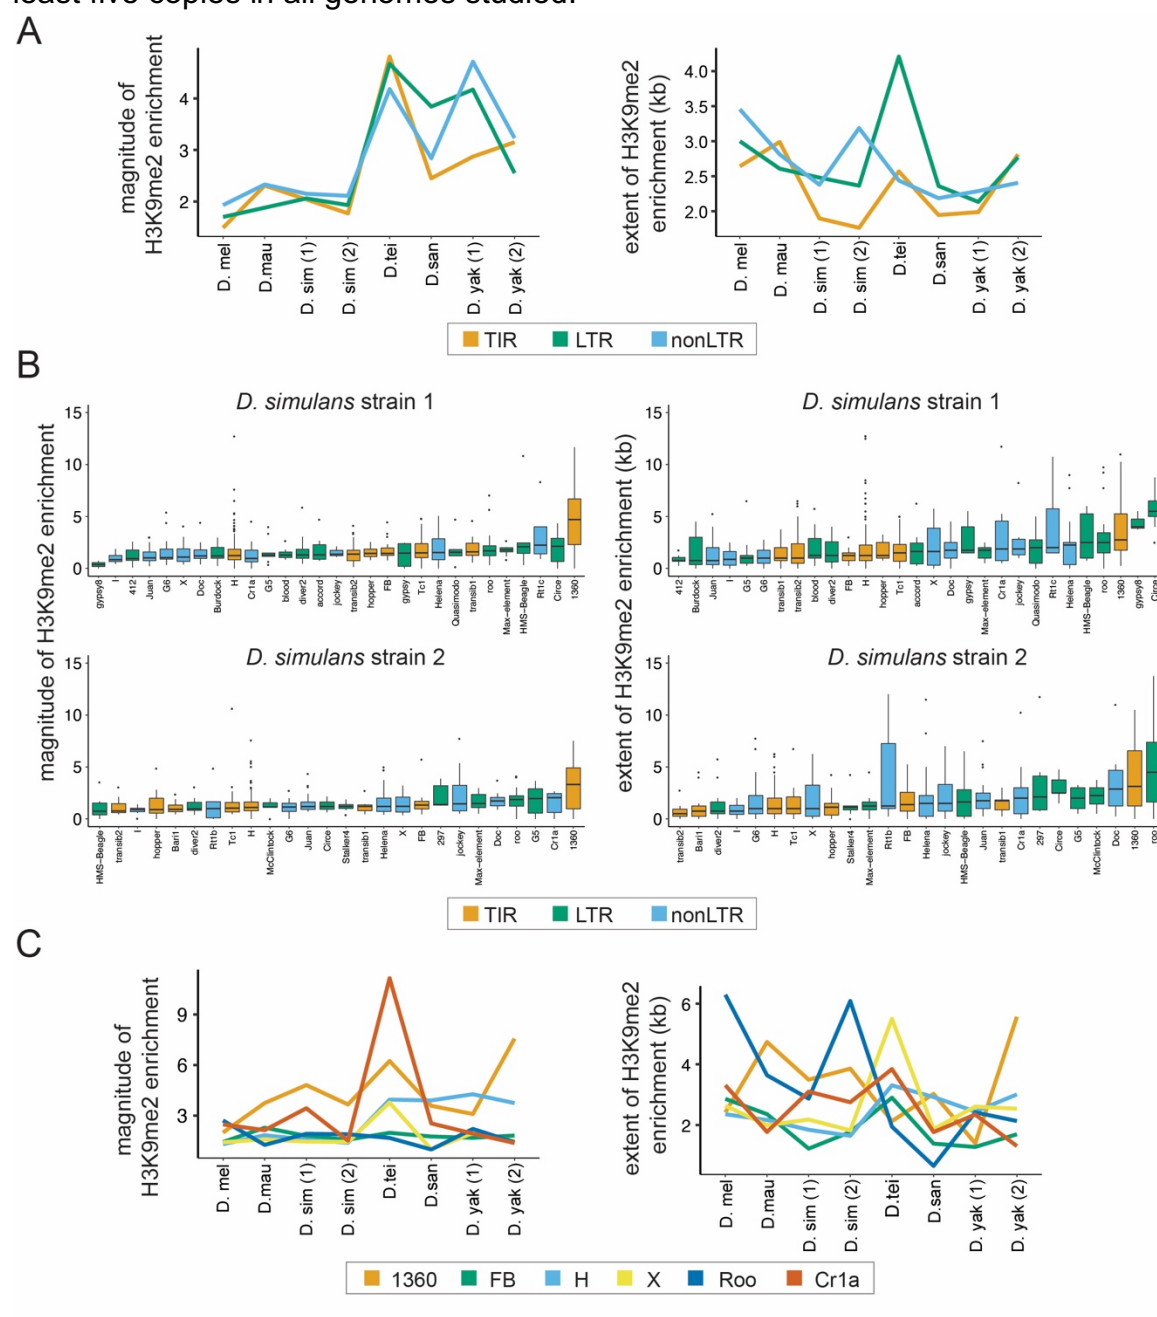 least five copies in all genomes studied.
A
magnitude of
H3K9me2 enrichment
4
3
2
D. mel
D.mau
D. sim (1)
D. sim (2)
D.tei
D.san
D. yak (1)
D. yak (2)
extent of H3K9me2
enrichment (kb)
4.0
3.5
3.0
2.5
2.0
D. mel
D. mau
D. sim (1)
D. sim (2)
D.tei
D.san
D. yak (1)
D. yak (2)
TIR LTR nonLTR
B
magnitude of H3K9me2 enrichment
D. simulans strain 1
15
10
5
0
gypsy8
I
412
Juan
G6
X
Doc
Burdock
H
Cr1a
G5
blood
diver2
accord
jockey
transib2
hopper
FB
gypsy
Tc1
Helena
Quasimodo
transib1
roo
Max-element
HMS-Beagle
Rt1c
Circe
1360
extent of H3K9me2 enrichment (kb)
D. simulans strain 1
15
10
5
0
412
Burdock
Juan
I
G5
G6
transib1
transib2
blood
diver2
FB
H
hopper
Tc1
accord
X
Doc
gypsy
Max-element
Cr1a
jockey
Quasimodo
Rt1c
Helena
HMS-Beagle
roo
1360
gypsy8
Circe
D. simulans strain 2
15
10
5
0
HMS-Beagle
transib2
I
hopper
Bari1
diver2
Rt1b
Tc1
H
McClintock
G6
Juan
Circe
Stalker4
transib1
Helena
X
FB
297
jockey
Max-element
Doc
roo
G5
Cr1a
1360
D. simulans strain 2
15
10
5
0
transib2
Bari1
diver2
I
G6
H
Tc1
X
hopper
Stalker4
Max-element
Rt1b
FB
Helena
jockey
HMS-Beagle
Juan
transib1
Cr1a
297
Circe
G5
McClintock
Doc
1360
roo
TIR LTR nonLTR
C
magnitude of
H3K9me2 enrichment
9
6
3
D. mel
D.mau
D. sim (1)
D. sim (2)
D.tei
D.san
D. yak (1)
D. yak (2)
extent of H3K9me2
enrichment (kb)
6
4
2
D. mel
D.mau
D. sim (1)
D. sim (2)
D.tei
D.san
D. yak (1)
D. yak (2)
1360 FB H X Roo Cr1a